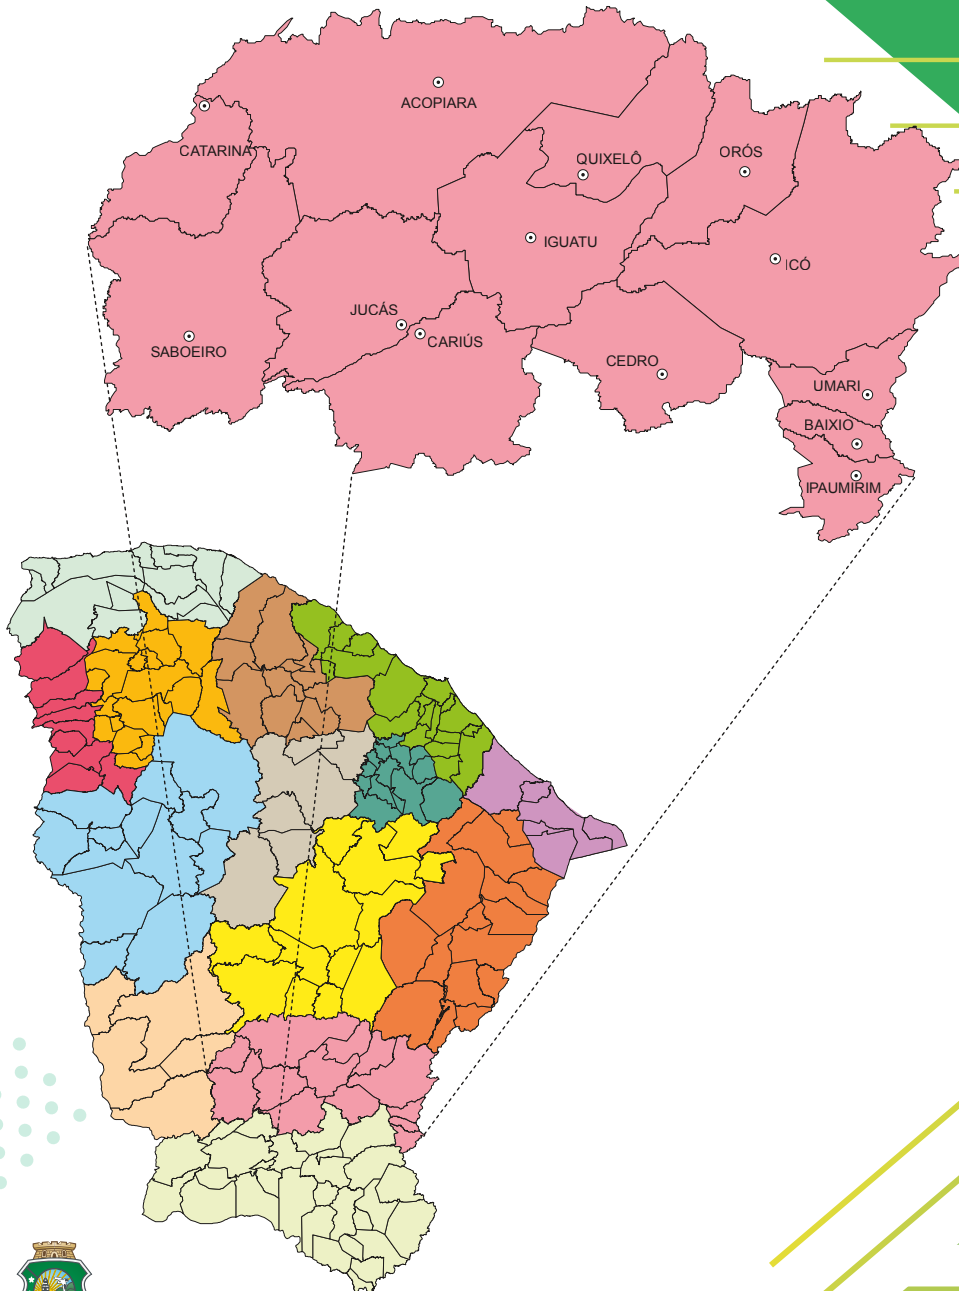 ACOPIARA
CATARINA
QUIXELÔ
ORÓS
IGUATU
ICÓ
JUCÁS
CARIÚS
SABOEIRO
CEDRO
UMARI
BAIXIO
IPAUMIRIM